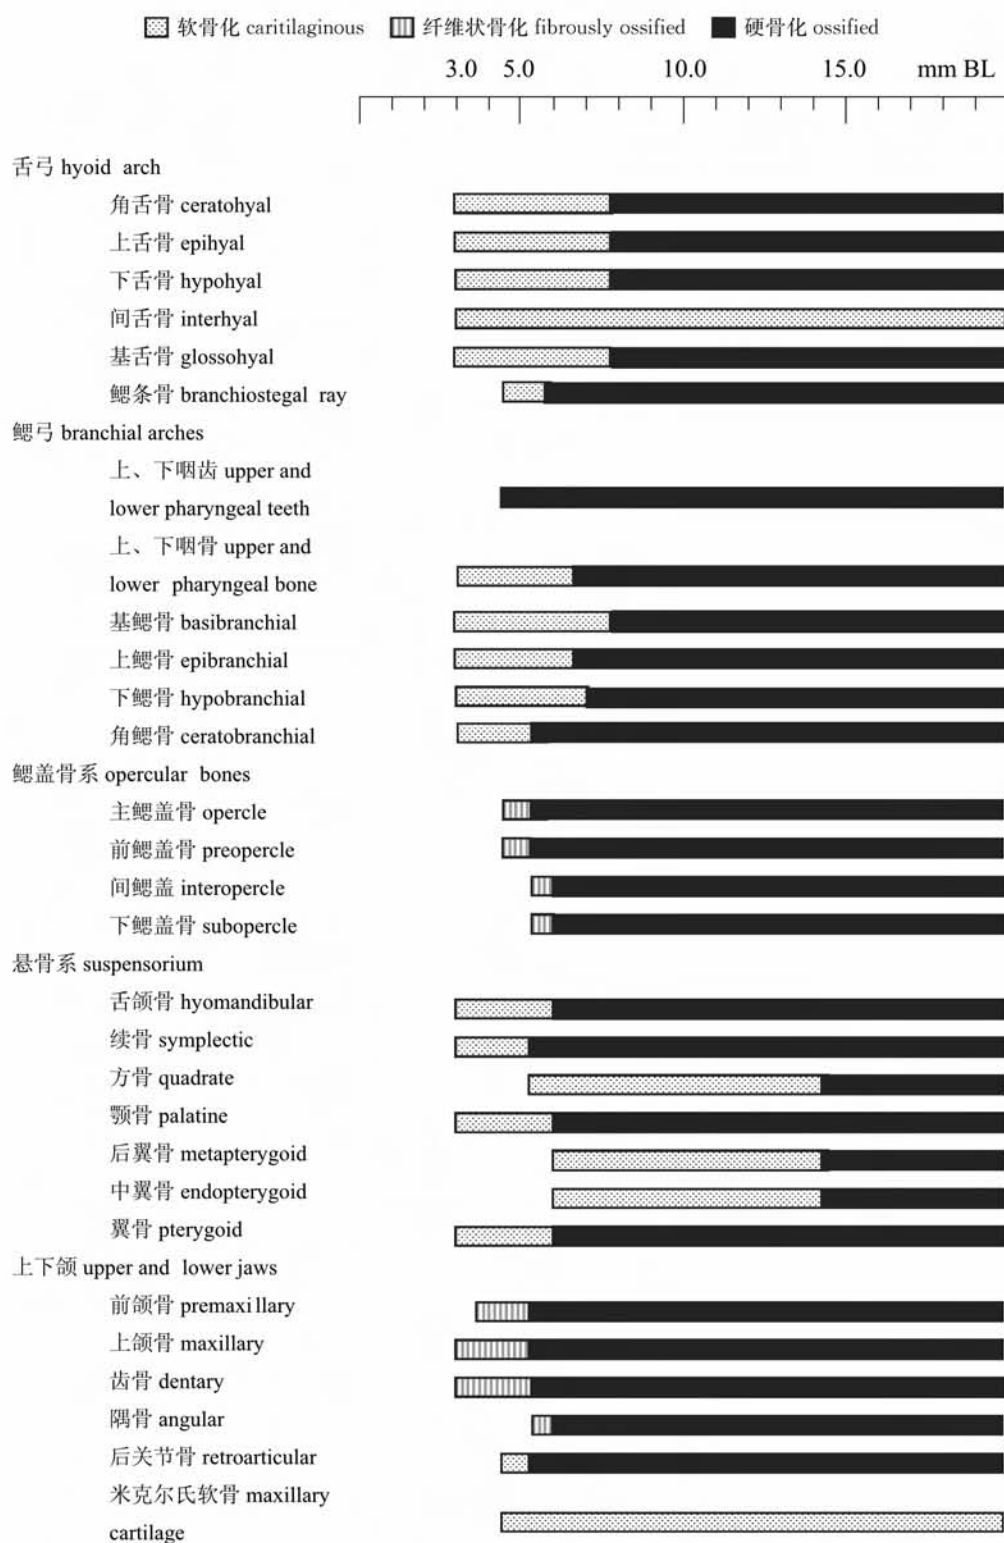 软骨化 caritilaginous 纤维状骨化 fibrously ossified 硬骨化 ossified
3.0 5.0 10.0 15.0 mm BL
舌弓 hyoid arch
角舌骨 ceratohyal
上舌骨 epihyal
下舌骨 hypohyal
间舌骨 interhyal
基舌骨 glossohyal
鳃条骨 branchiostegal ray
鳃弓 branchial arches
上、下咽齿 upper and
lower pharyngeal teeth
上、下咽骨 upper and
lower pharyngeal bone
基鳃骨 basibranchial
上鳃骨 epibranchial
下鳃骨 hypobranchial
角鳃骨 ceratobranchial
鳃盖骨系 opercular bones
主鳃盖骨 opercle
前鳃盖骨 preopercle
间鳃盖 interopercle
下鳃盖骨 subopercle
悬骨系 suspensorium
舌颌骨 hyomandibular
续骨 symplectic
方骨 quadrate
颚骨 palatine
后翼骨 metapterygoid
中翼骨 endopterygoid
翼骨 pterygoid
上下颌 upper and lower jaws
前颌骨 premaxillary
上颌骨 maxillary
齿骨 dentary
隅骨 angular
后关节骨 retroarticular
米克尔氏软骨 maxillary
cartilage